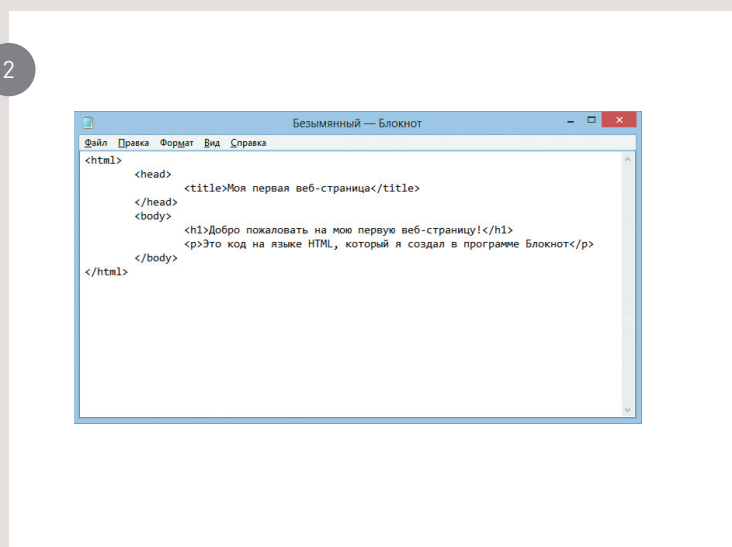 2
Безымянный — Блокнот
Файл Правка Формат Вид Справка
<html>
<head>
<title>Моя первая веб-страница</title>
</head>
<body>
<h1>Добро пожаловать на мою первую веб-страницу!</h1>
<p>Это код на языке HTML, который я создал в программе Блокнот</p>
</body>
</html>